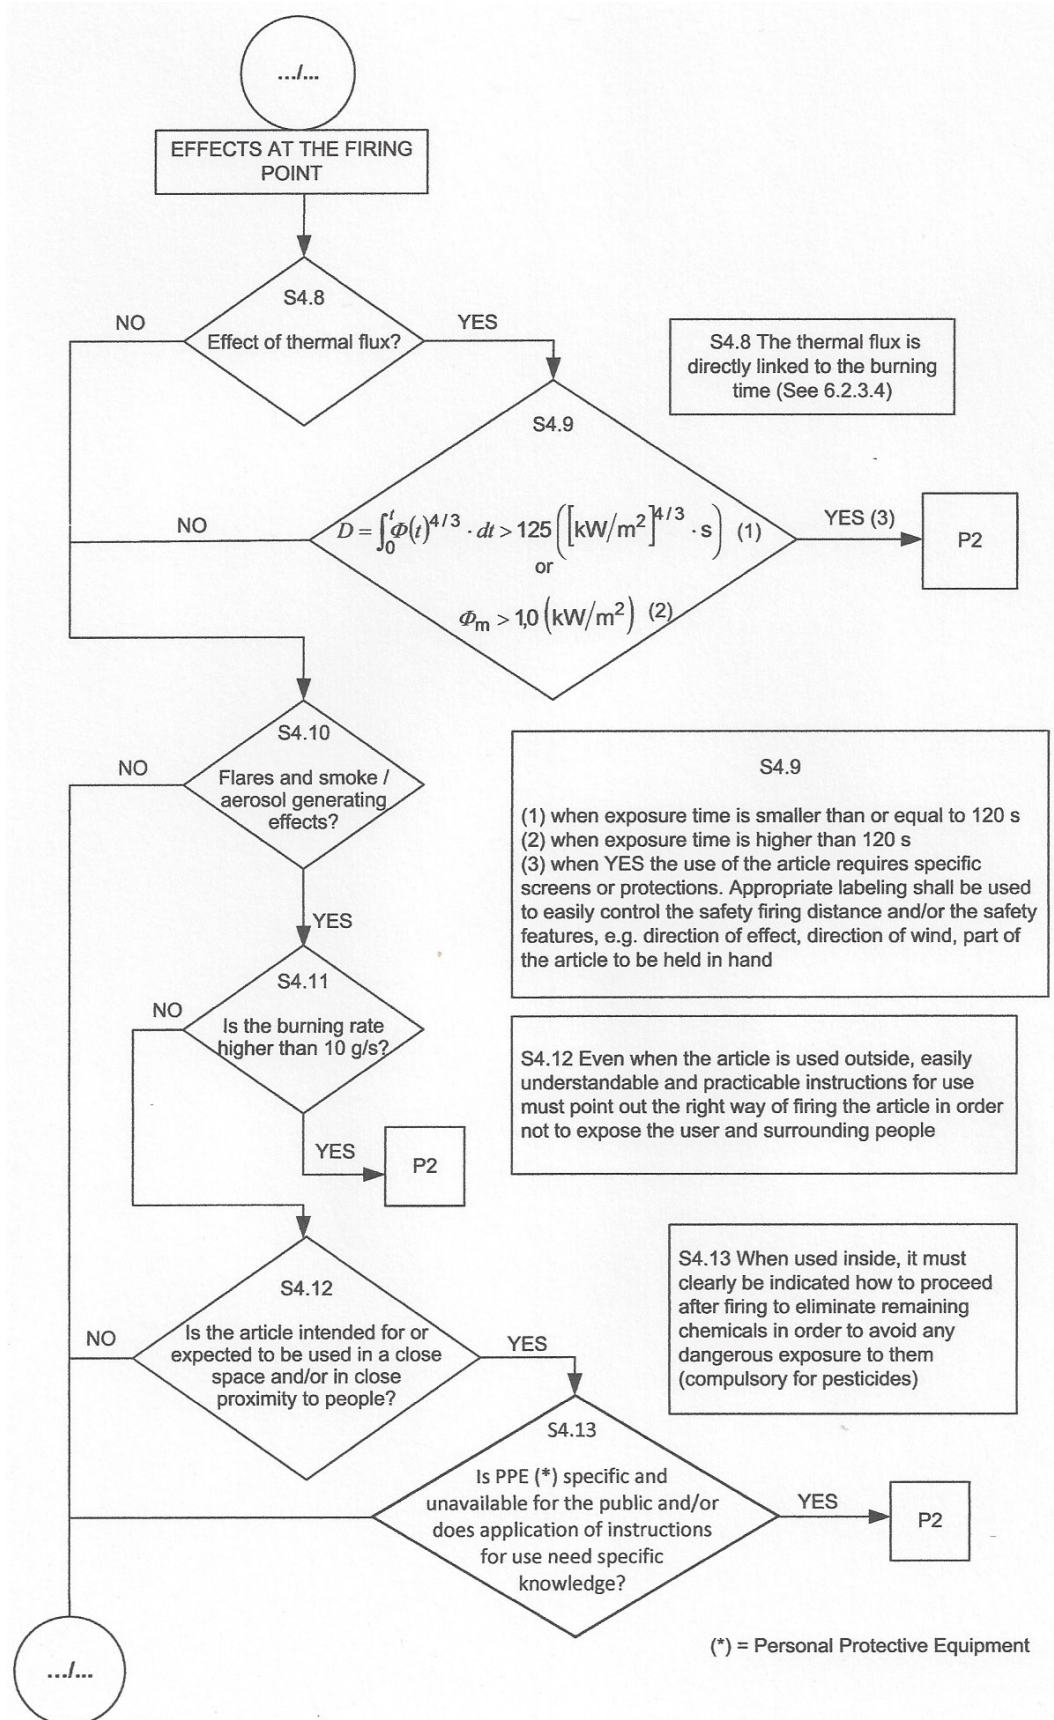 .../...
EFFECTS AT THE FIRING
POINT
S4.8
Effect of thermal flux?
NO
YES
S4.8 The thermal flux is
directly linked to the burning
time (See 6.2.3.4)
S4.9
D = ∫₀ᵗ Φ(t)^4/3 · dt > 125 ([kW/m²]^4/3 · s) (1)
or
Φm > 1,0 (kW/m²) (2)
NO
YES (3)
P2
S4.10
Flares and smoke /
aerosol generating
effects?
NO
YES
S4.9
(1) when exposure time is smaller than or equal to 120 s
(2) when exposure time is higher than 120 s
(3) when YES the use of the article requires specific
screens or protections. Appropriate labeling shall be used
to easily control the safety firing distance and/or the safety
features, e.g. direction of effect, direction of wind, part of
the article to be held in hand
S4.11
Is the burning rate
higher than 10 g/s?
NO
YES
P2
S4.12 Even when the article is used outside, easily
understandable and practicable instructions for use
must point out the right way of firing the article in order
not to expose the user and surrounding people
S4.12
Is the article intended for or
expected to be used in a close
space and/or in close
proximity to people?
NO
YES
S4.13 When used inside, it must
clearly be indicated how to proceed
after firing to eliminate remaining
chemicals in order to avoid any
dangerous exposure to them
(compulsory for pesticides)
S4.13
Is PPE (*) specific and
unavailable for the public and/or
does application of instructions
for use need specific
knowledge?
YES
P2
(*) = Personal Protective Equipment
.../...